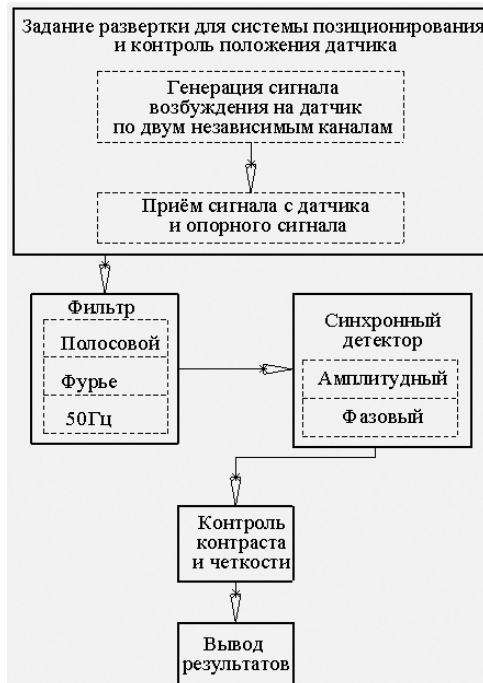 Задание развертки для системы позиционирования
и контроль положения датчика
Генерация сигнала
возбуждения на датчик
по двум независимым каналам
Приём сигнала с датчика
и опорного сигнала
Фильтр
Полосовой
Фурье
50Гц
Синхронный
детектор
Амплитудный
Фазовый
Контроль
контраста
и четкости
Вывод
результатов